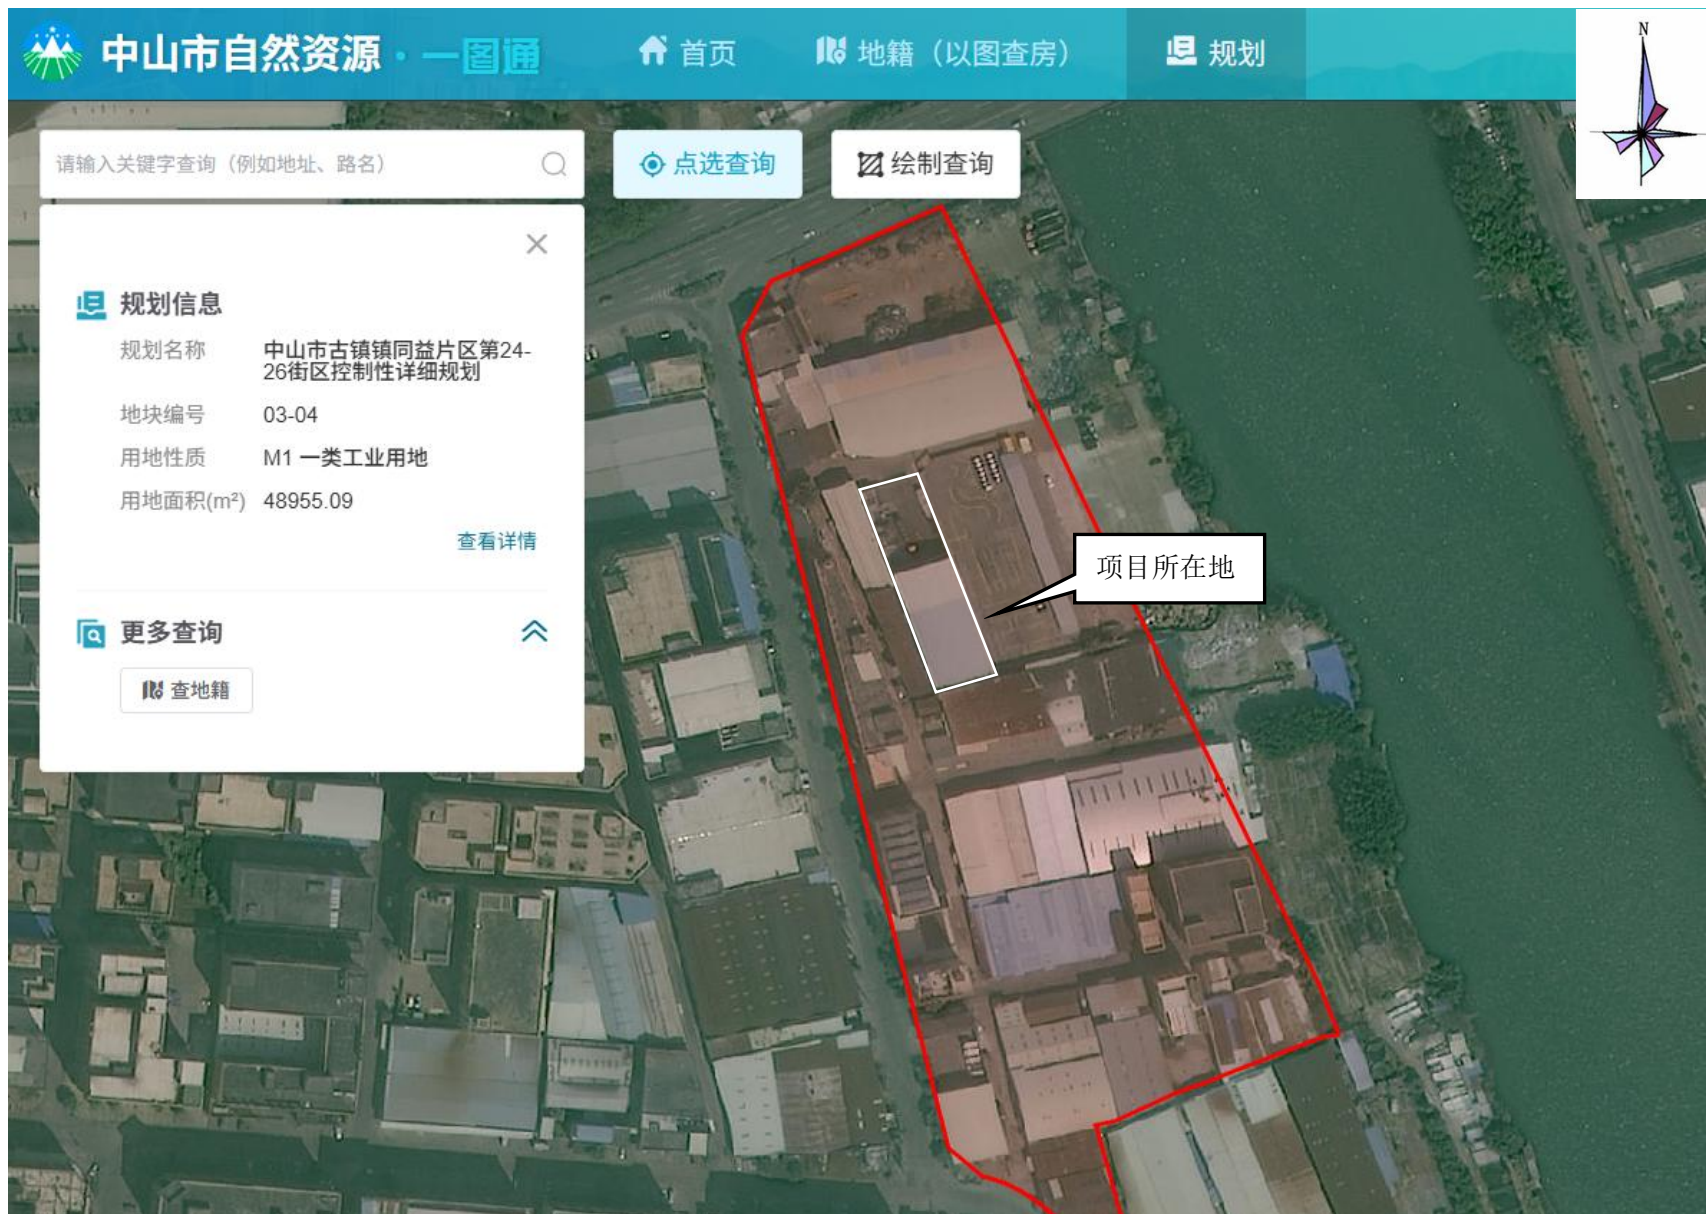 中山市自然资源·一图通
首页
地籍（以图查房）
规划
N
请输入关键字查询（例如地址、路名）
点选查询
绘制查询
规划信息
规划名称 中山市古镇镇同益片区第24-
26街区控制性详细规划
地块编号 03-04
用地性质 M1 一类工业用地
用地面积(m²) 48955.09
查看详情
更多查询
查地籍
项目所在地